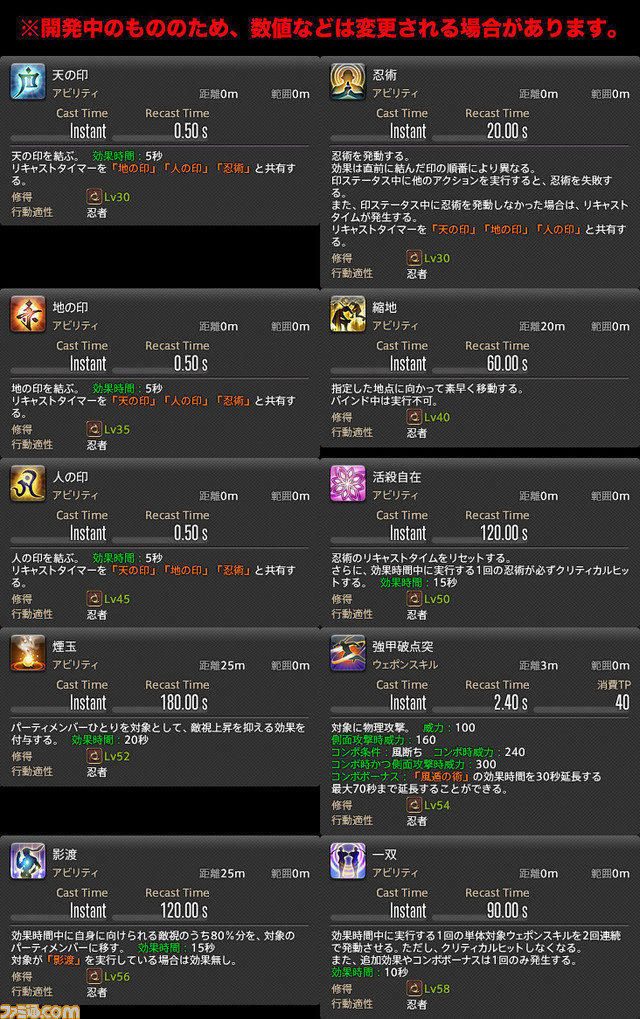 ※開発中のもののため、数値などは変更される場合があります。
天の印
アビリティ 距離0m 範囲0m
Cast Time Recast Time
Instant 0.50 s
天の印を結ぶ。 効果時間：5秒
リキャストタイマーを「地の印」「人の印」「忍術」と共有す
る。
修得 Lv30
行動適性 忍者
忍術
アビリティ 距離0m 範囲0m
Cast Time Recast Time
Instant 20.00 s
忍術を発動する。
効果は直前に結んだ印の順番により異なる。
印ステータス中に他のアクションを実行すると、忍術を失敗す
る。
また、印ステータス中に忍術を発動しなかった場合は、リキャスト
タイムが発生する。
リキャストタイマーを「天の印」「地の印」「人の印」と共有す
る。
修得 Lv30
行動適性 忍者
地の印
アビリティ 距離0m 範囲0m
Cast Time Recast Time
Instant 0.50 s
地の印を結ぶ。 効果時間：5秒
リキャストタイマーを「天の印」「人の印」「忍術」と共有す
る。
修得 Lv35
行動適性 忍者
縮地
アビリティ 距離20m 範囲0m
Cast Time Recast Time
Instant 60.00 s
指定した地点に向かって素早く移動する。
バインド中は実行不可。
修得 Lv40
行動適性 忍者
人の印
アビリティ 距離0m 範囲0m
Cast Time Recast Time
Instant 0.50 s
人の印を結ぶ。 効果時間：5秒
リキャストタイマーを「天の印」「地の印」「忍術」と共有す
る。
修得 Lv45
行動適性 忍者
活殺自在
アビリティ 距離0m 範囲0m
Cast Time Recast Time
Instant 120.00 s
忍術のリキャストタイムをリセットする。
さらに、効果時間中に実行する1回の忍術が必ずクリティカルヒッ
トする。 効果時間：15秒
修得 Lv50
行動適性 忍者
煙玉
アビリティ 距離25m 範囲0m
Cast Time Recast Time
Instant 180.00 s
パーティメンバーひとりを対象として、敵視上昇を抑える効果を
付与する。 効果時間：20秒
修得 Lv52
行動適性 忍者
強甲破点突
ウェポンスキル 距離3m 範囲0m
Cast Time Recast Time 消費TP
Instant 2.40 s 40
対象に物理攻撃。 威力：100
側面攻撃時威力：160
コンボ条件：風断ち コンボ時威力：240
コンボ時かつ側面攻撃時威力：300
コンボボーナス：「風遁の術」の効果時間を30秒延長する
最大70秒まで延長することができる。
修得 Lv54
行動適性 忍者
影渡
アビリティ 距離25m 範囲0m
Cast Time Recast Time
Instant 120.00 s
効果時間中に自身に向けられる敵視のうち80％分を、対象の
パーティメンバーに移す。 効果時間：15秒
対象が「影渡」を実行している場合は効果無し。
修得 Lv56
行動適性 忍者
一双
アビリティ 距離0m 範囲0m
Cast Time Recast Time
Instant 90.00 s
効果時間中に実行する1回の単体対象ウェポンスキルを2回連続
で発動させる。ただし、クリティカルヒットしなくなる。
また、追加効果やコンボボーナスは1回のみ発生する。
効果時間：10秒
修得 Lv58
行動適性 忍者
ファミ通.com